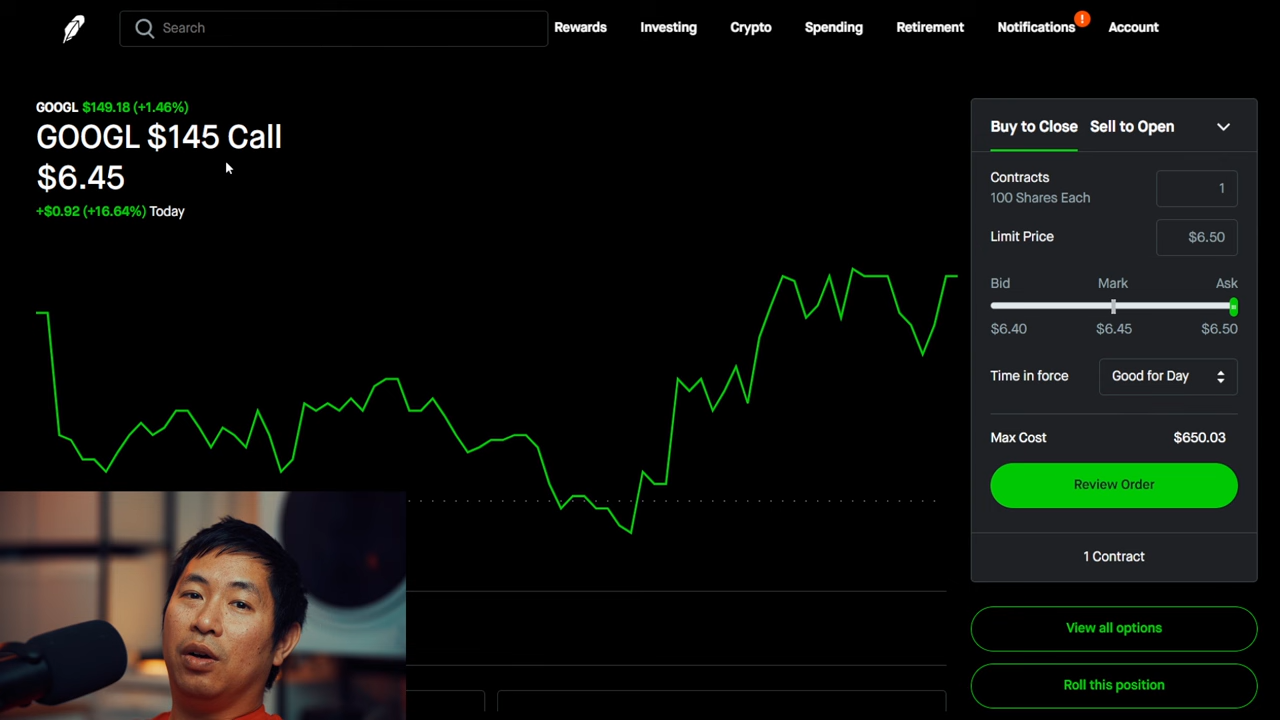 Search
Rewards
Investing
Crypto
Spending
Retirement
Notifications
!
Account
GOOGL $149.18 (+1.46%)
GOOGL $145 Call
$6.45
+$0.92 (+16.64%) Today
Buy to Close
Sell to Open
Contracts
100 Shares Each
1
Limit Price
$6.50
Bid
Mark
Ask
$6.40
$6.45
$6.50
Time in force
Good for Day
Max Cost
$650.03
Review Order
1 Contract
View all options
Roll this position